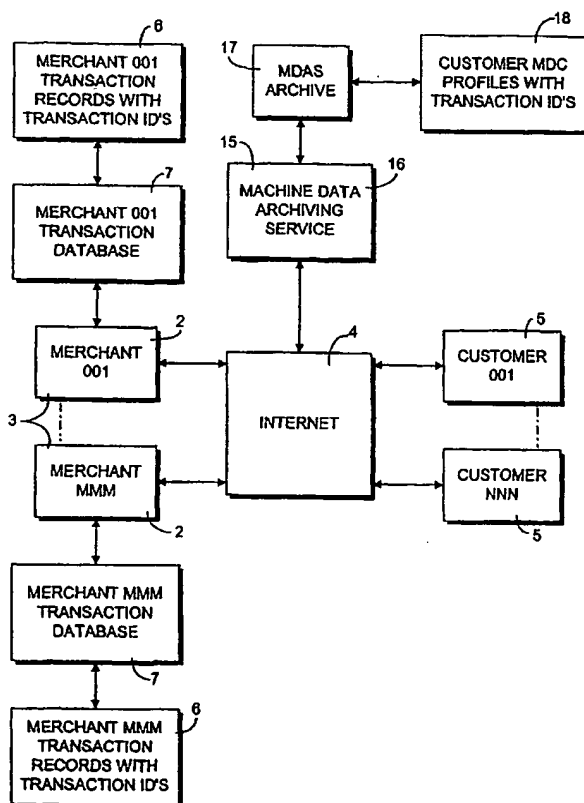 6
MERCHANT 001
TRANSACTION
RECORDS WITH
TRANSACTION ID'S
17
MDAS
ARCHIVE
18
CUSTOMER MDC
PROFILES WITH
TRANSACTION ID'S
7
MERCHANT 001
TRANSACTION
DATABASE
15
16
MACHINE DATA
ARCHIVING
SERVICE
2
MERCHANT
001
3
4
INTERNET
5
CUSTOMER
001
MERCHANT
MMM
2
CUSTOMER
NNN
5
MERCHANT MMM
TRANSACTION
DATABASE
7
6
MERCHANT MMM
TRANSACTION
RECORDS WITH
TRANSACTION ID'S